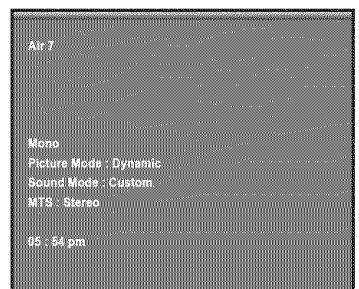 Air 7
Mono
Picture Mode : Dynamic
Sound Mode : Custom
MTS : Stereo
05 : 54 pm